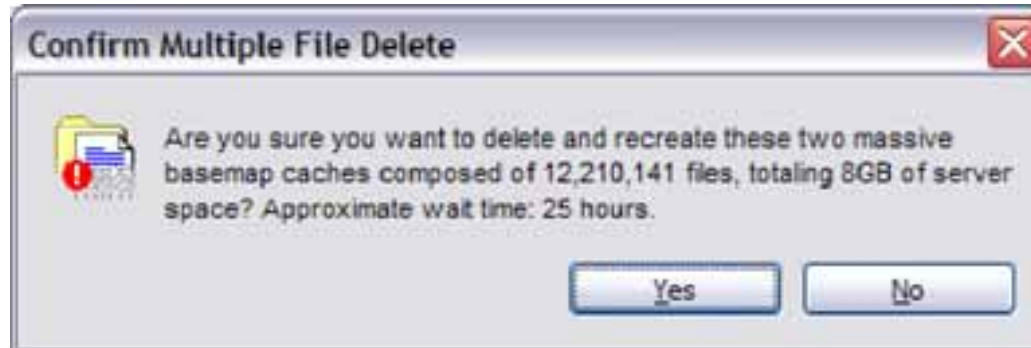 Confirm Multiple File Delete
Are you sure you want to delete and recreate these two massive
basemap caches composed of 12,210,141 files, totaling 8GB of server
space? Approximate wait time: 25 hours.
Yes
No